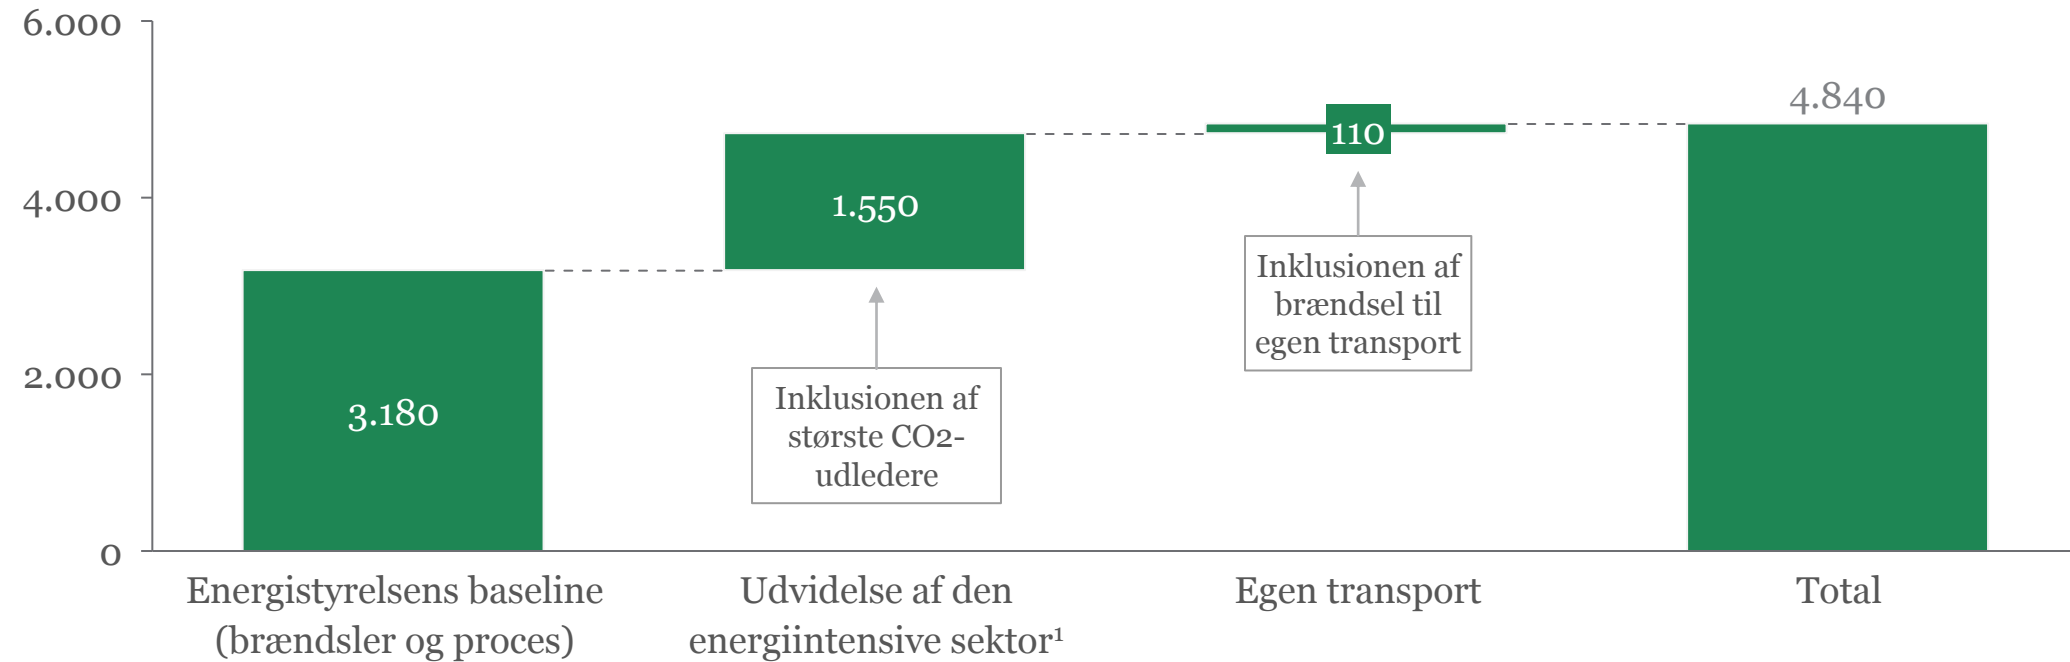 6.000
4.000
2.000
0
3.180
1.550
110
4.840
Inklusionen af
største CO2-
udledere
Inklusionen af
brændsel til
egen transport
Energistyrelsens baseline
(brændsler og proces)
Udvidelse af den
energiintensive sektor¹
Egen transport
Total